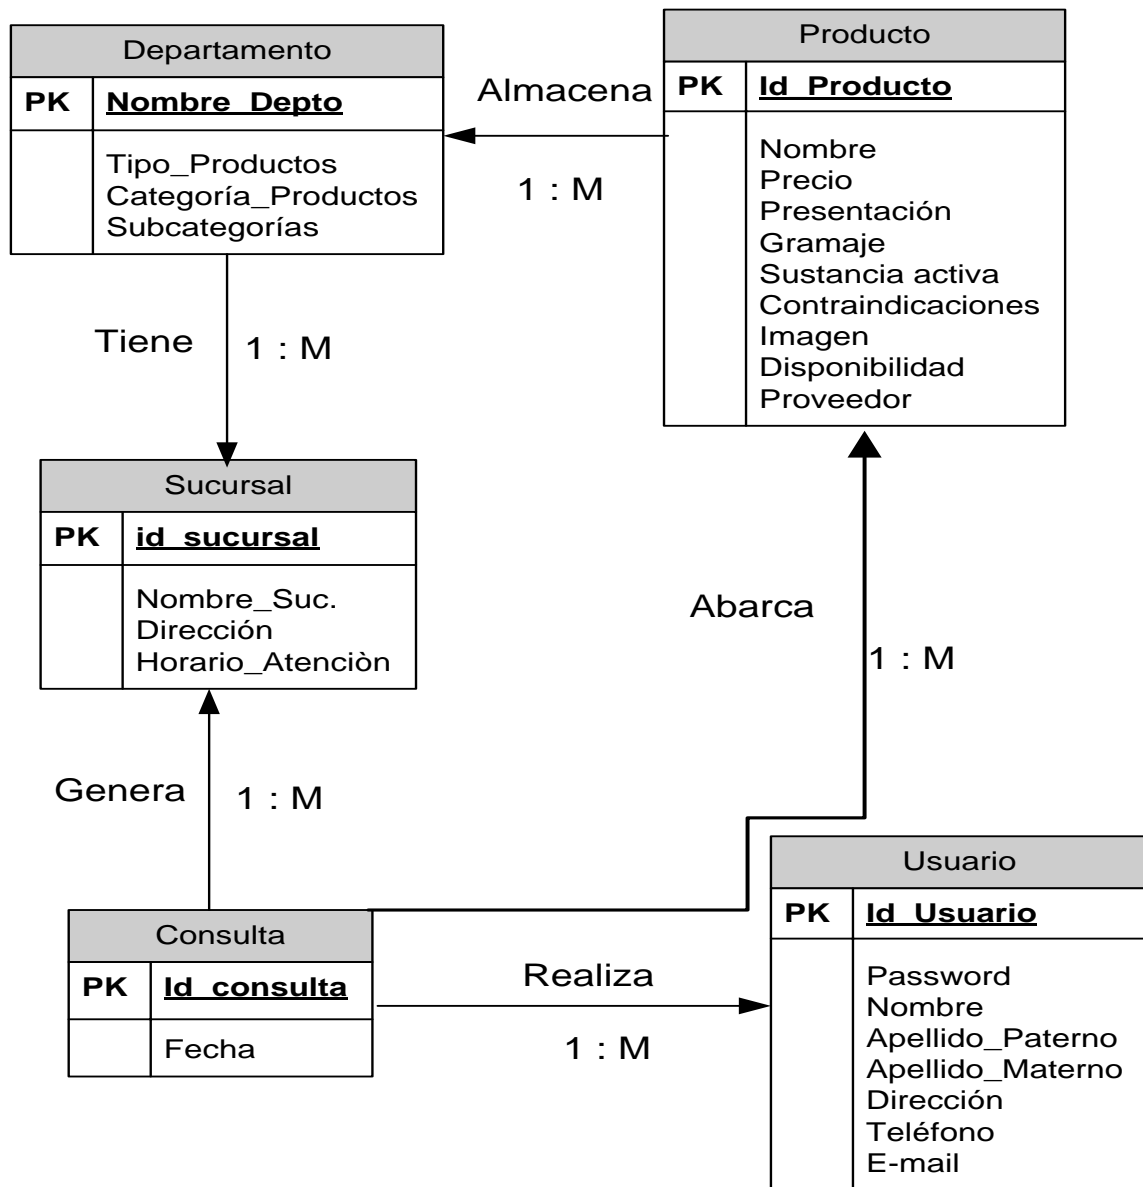 Departamento
PK Nombre_Depto
Tipo_Productos
Categoría_Productos
Subcategorías
Almacena
1 : M
Producto
PK Id_Producto
Nombre
Precio
Presentación
Gramaje
Sustancia activa
Contraindicaciones
Imagen
Disponibilidad
Proveedor
Tiene
1 : M
Sucursal
PK id_sucursal
Nombre_Suc.
Dirección
Horario_Atenciòn
Abarca
1 : M
Genera
1 : M
Consulta
PK Id_consulta
Fecha
Realiza
1 : M
Usuario
PK Id_Usuario
Password
Nombre
Apellido_Paterno
Apellido_Materno
Dirección
Teléfono
E-mail